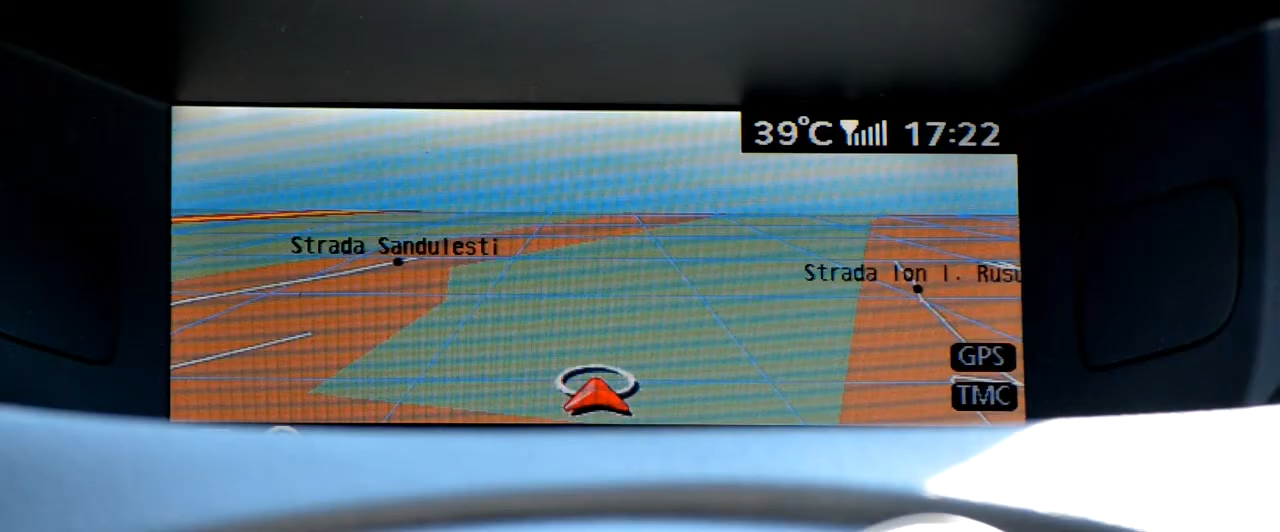 39°C 17:22
Strada Sandulesti
Strada Ion I. Rusu
GPS
TMC